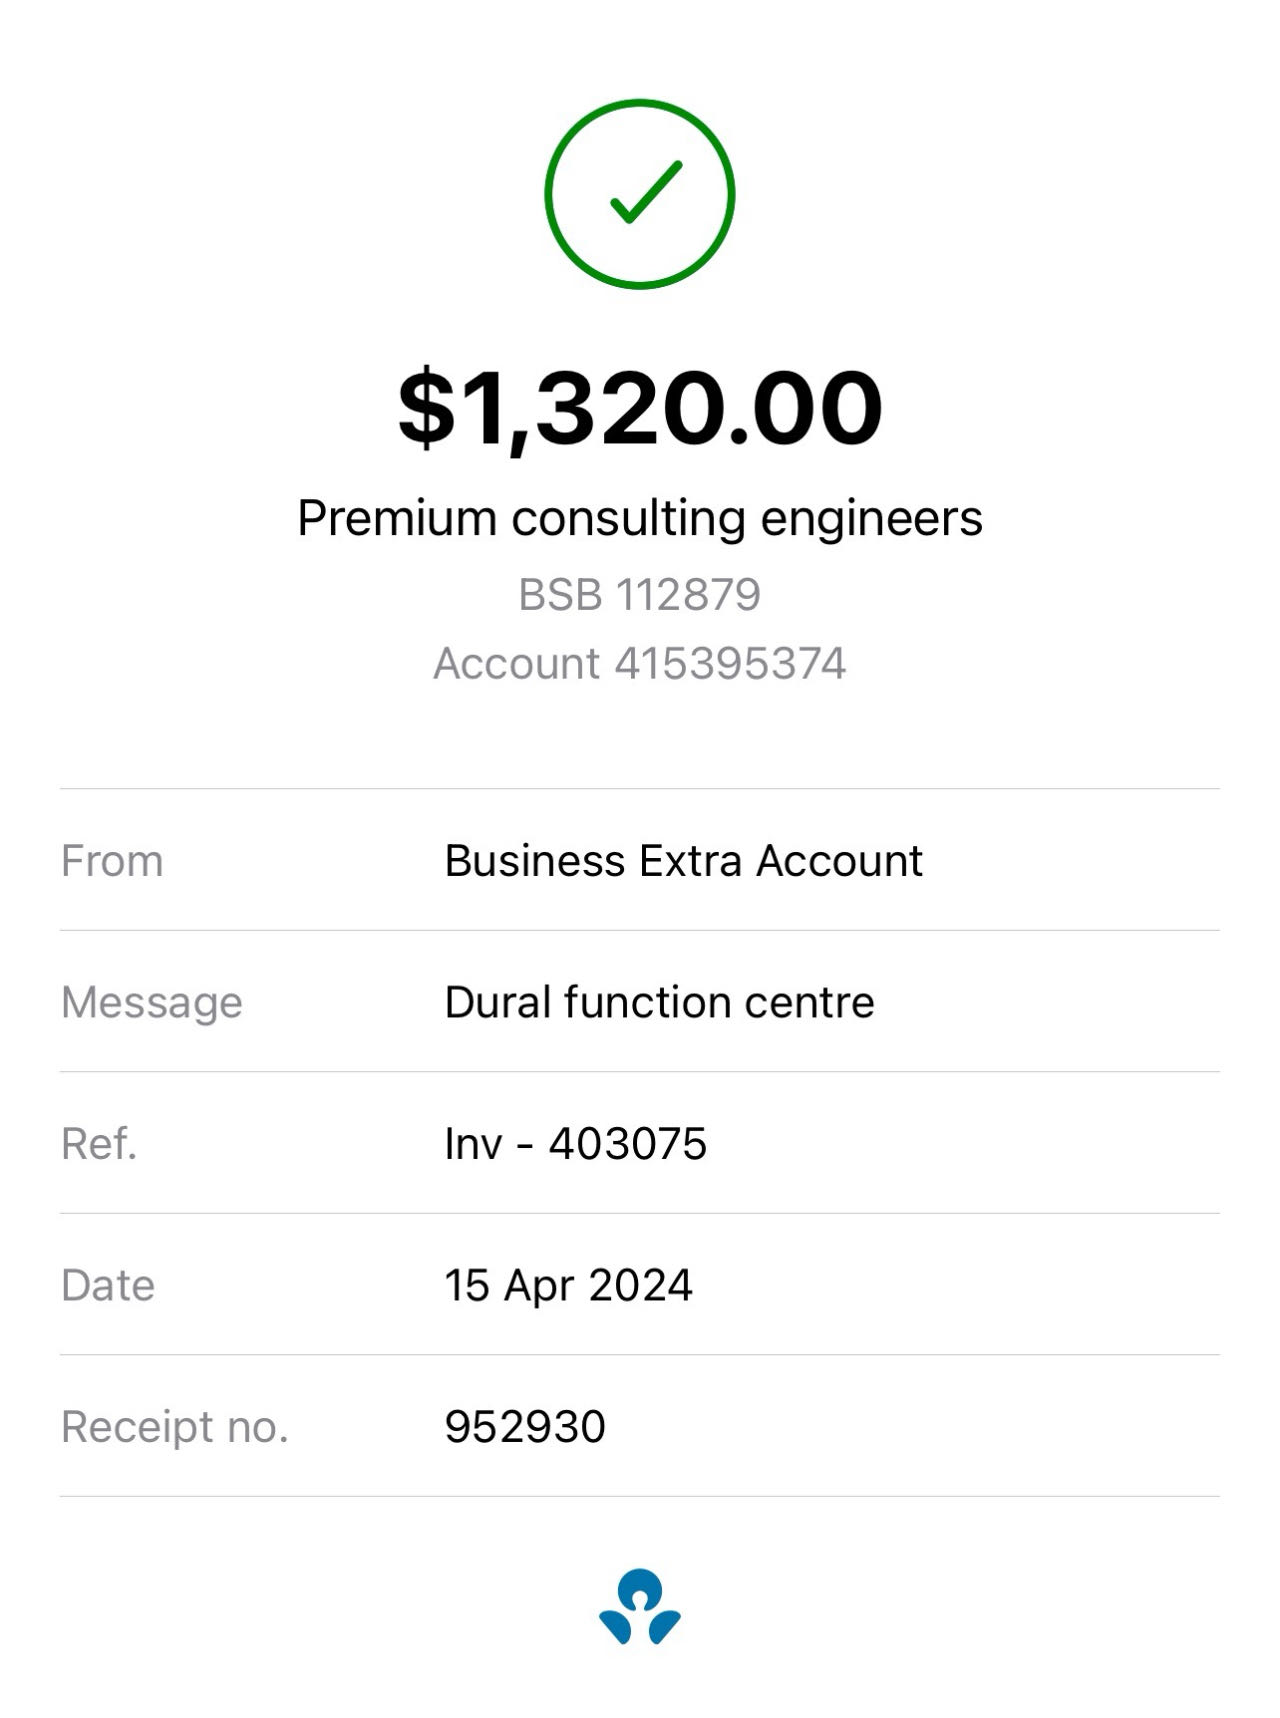 $1,320.00
Premium consulting engineers
BSB 112879
Account 415395374
From Business Extra Account
Message Dural function centre
Ref. Inv - 403075
Date 15 Apr 2024
Receipt no. 952930